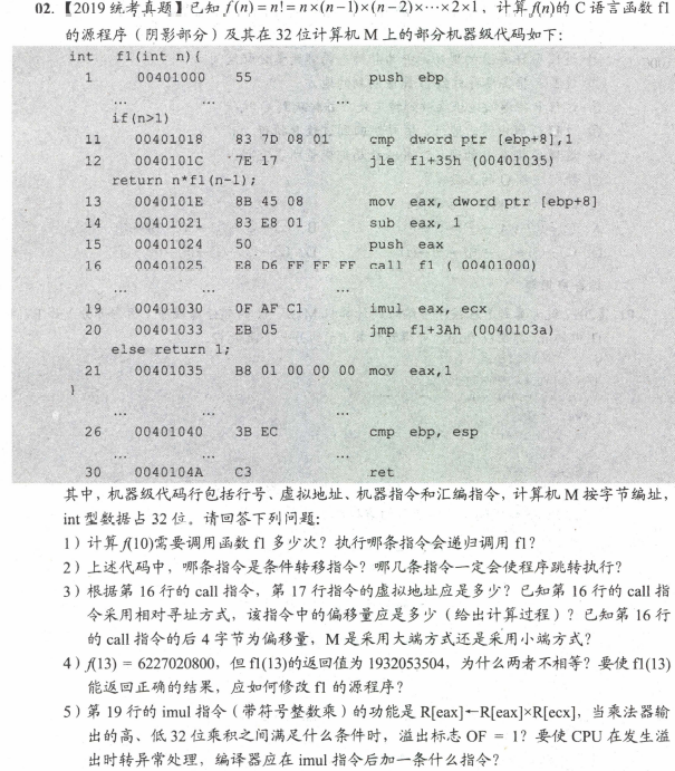 02.【2019 统考真题】已知 f(n) = n! = n×(n−1)×(n−2)×⋯×2×1，计算 f(n)的 C 语言函数 f1
的源程序（阴影部分）及其在 32 位计算机 M 上的部分机器级代码如下：
int f1(int n){
1 00401000 55 push ebp
… … …
if(n>1)
11 00401018 83 7D 08 01 cmp dword ptr [ebp+8],1
12 0040101C 7E 17 jle f1+35h (00401035)
return n*f1(n-1);
13 0040101E 8B 45 08 mov eax, dword ptr [ebp+8]
14 00401021 83 E8 01 sub eax, 1
15 00401024 50 push eax
16 00401025 E8 D6 FF FF FF call f1 ( 00401000)
… … …
19 00401030 0F AF C1 imul eax, ecx
20 00401033 EB 05 jmp f1+3Ah (0040103a)
else return 1;
21 00401035 B8 01 00 00 00 mov eax,1
}
… … …
26 00401040 3B EC cmp ebp, esp
… … …
30 0040104A C3 ret
其中，机器级代码行包括行号、虚拟地址、机器指令和汇编指令，计算机 M 按字节编址，
int 型数据占 32 位。请回答下列问题：
1）计算 f(10)需要调用函数 f1 多少次？执行哪条指令会递归调用 f1？
2）上述代码中，哪条指令是条件转移指令？哪几条指令一定会使程序跳转执行？
3）根据第 16 行的 call 指令，第 17 行指令的虚拟地址应是多少？已知第 16 行的 call 指
令采用相对寻址方式，该指令中的偏移量应是多少（给出计算过程）？已知第 16 行
的 call 指令的后 4 字节为偏移量，M 是采用大端方式还是采用小端方式？
4）f(13) = 6227020800，但 f1(13)的返回值为 1932053504，为什么两者不相等？要使 f1(13)
能返回正确的结果，应如何修改 f1 的源程序？
5）第 19 行的 imul 指令（带符号整数乘）的功能是 R[eax]←R[eax]×R[ecx]，当乘法器输
出的高、低 32 位乘积之间满足什么条件时，溢出标志 OF = 1？要使 CPU 在发生溢
出时转异常处理，编译器应在 imul 指令后加一条什么指令？